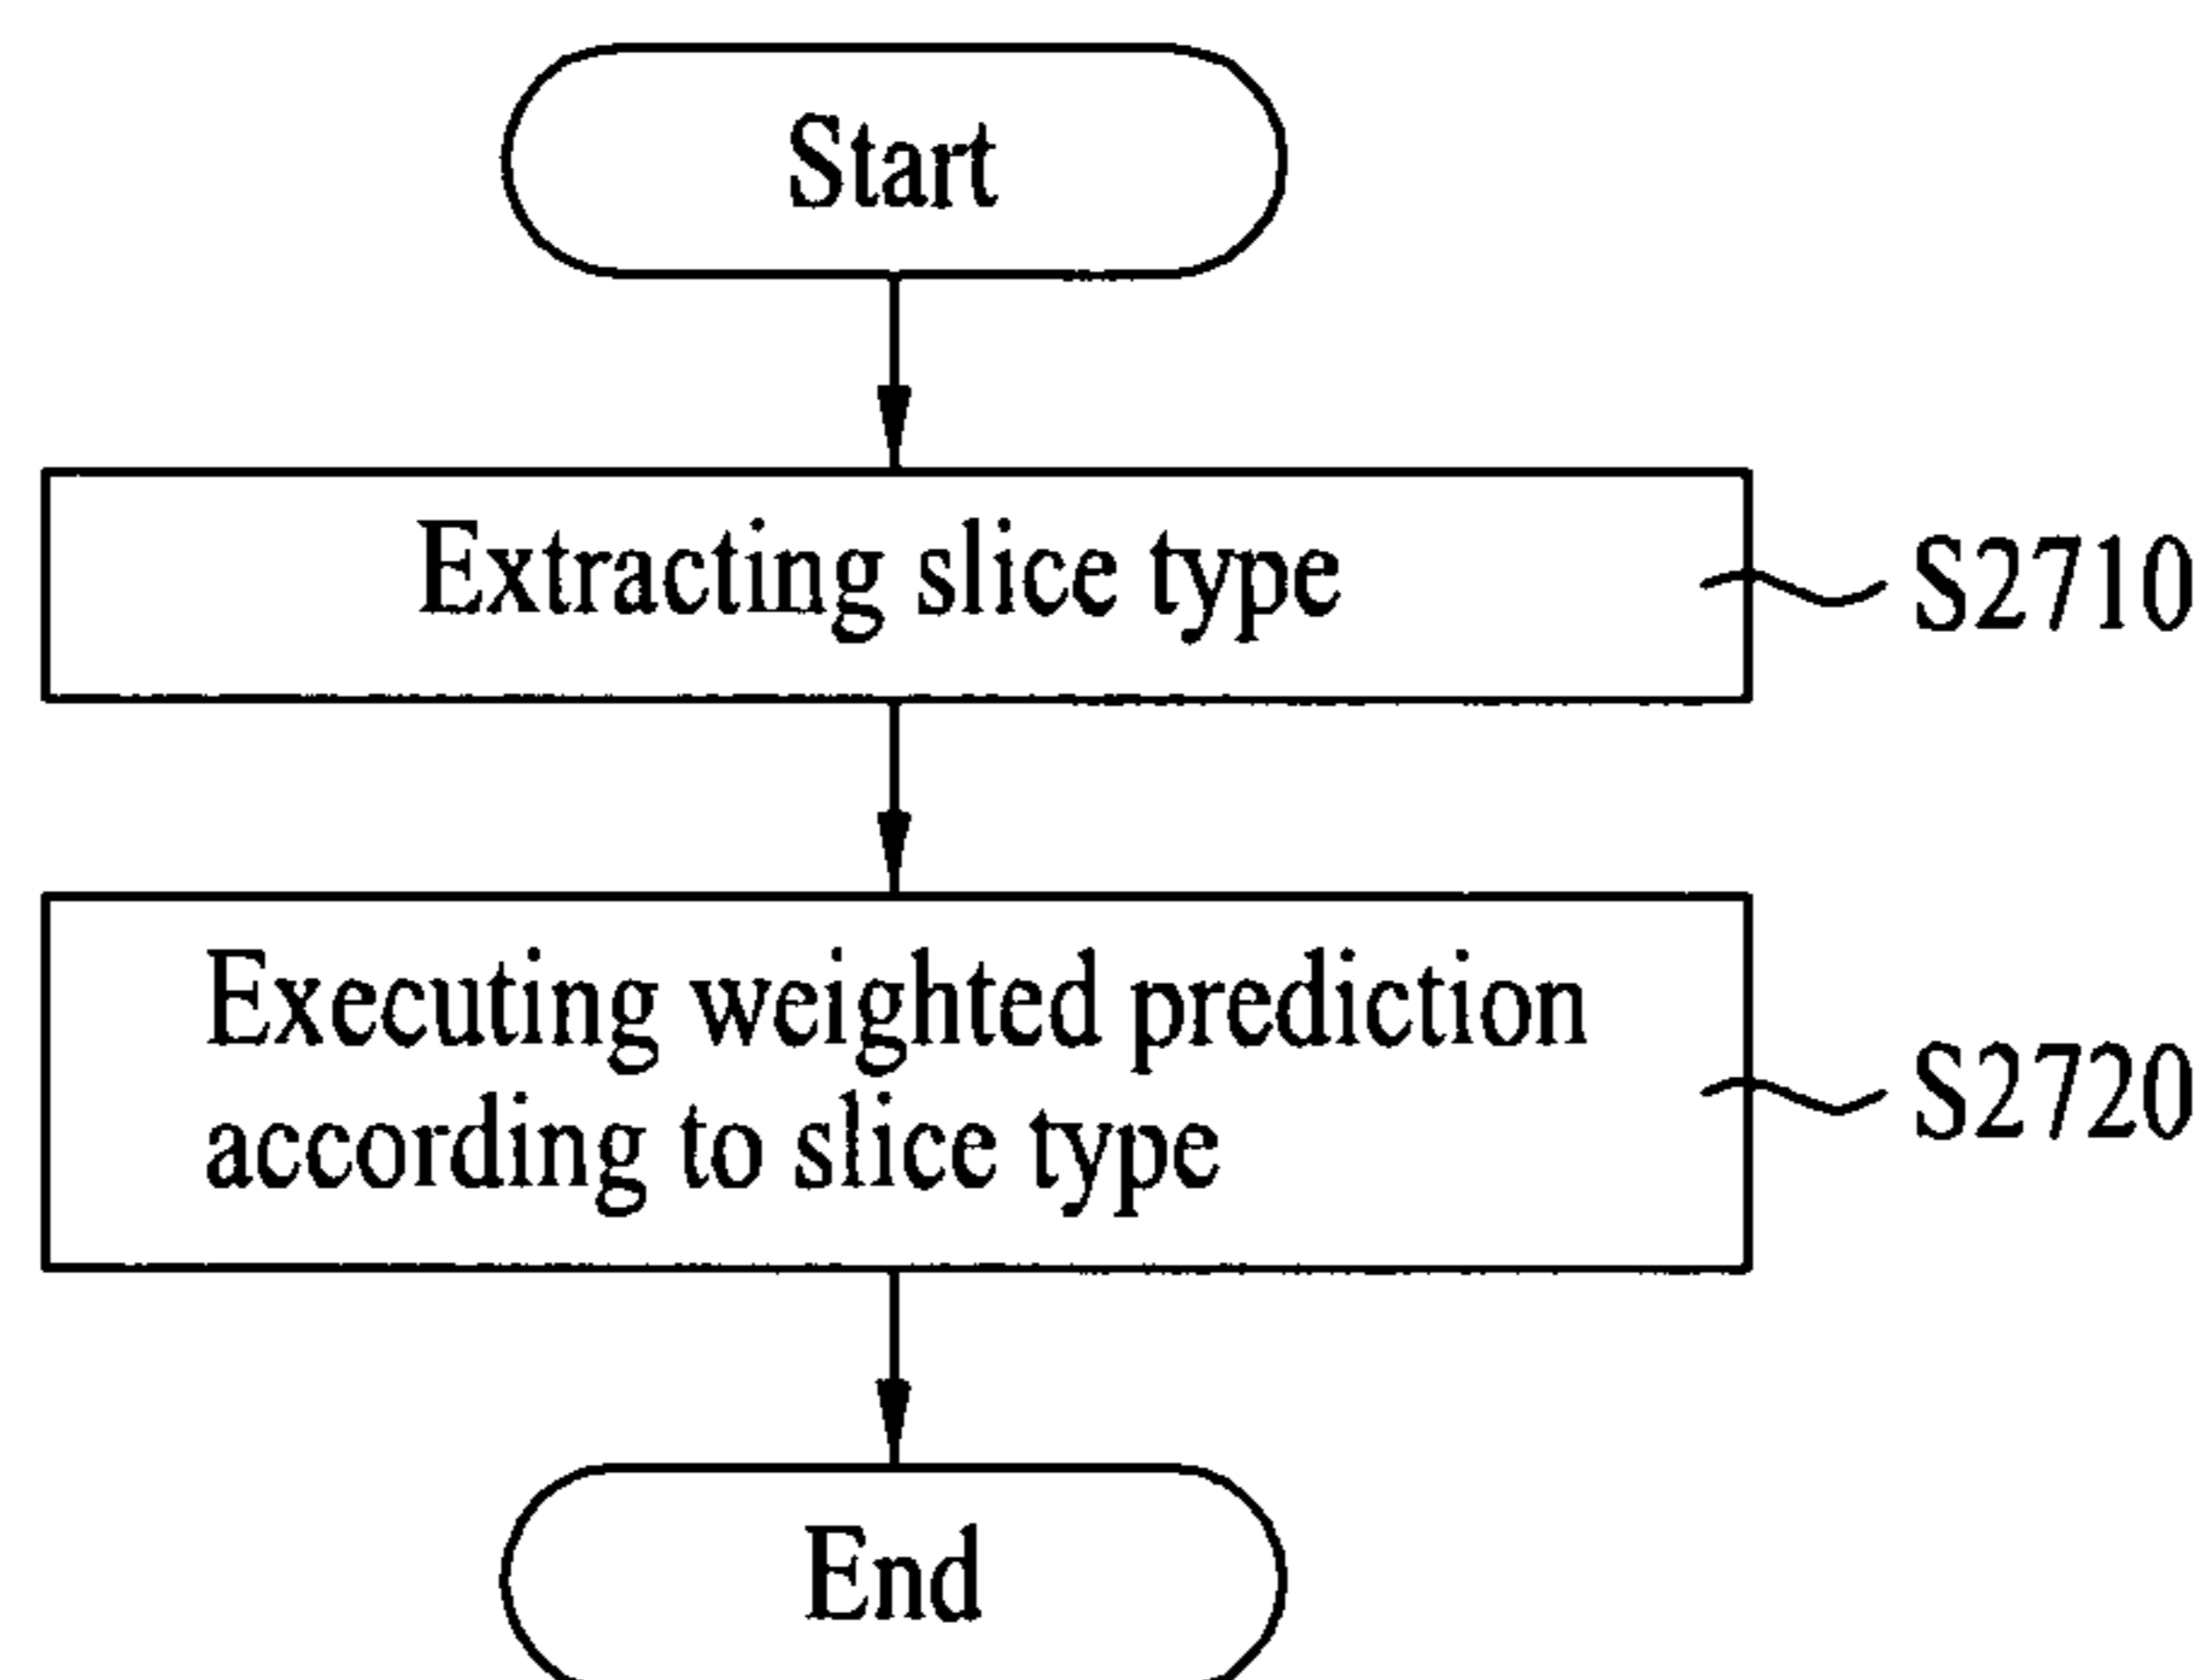 Start
Extracting slice type
S2710
Executing weighted prediction
according to slice type
S2720
End